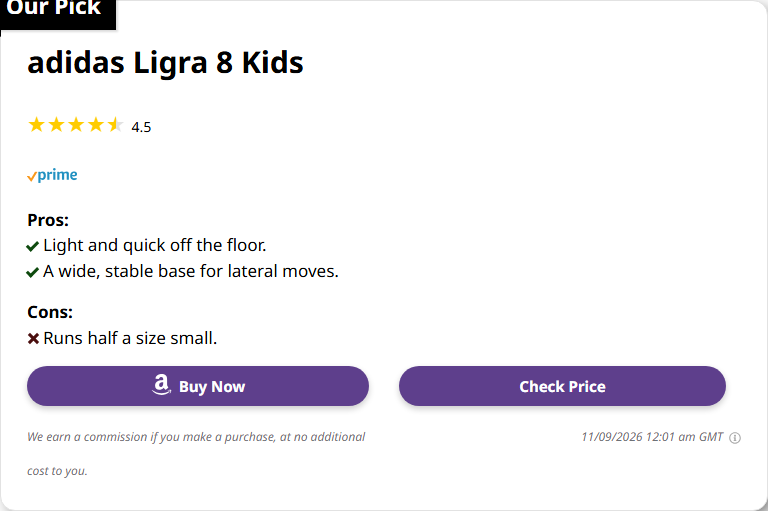 Our Pick
adidas Ligra 8 Kids
4.5
prime
Pros:
Light and quick off the floor.
A wide, stable base for lateral moves.
Cons:
Runs half a size small.
Buy Now
Check Price
We earn a commission if you make a purchase, at no additional
cost to you.
11/09/2026 12:01 am GMT